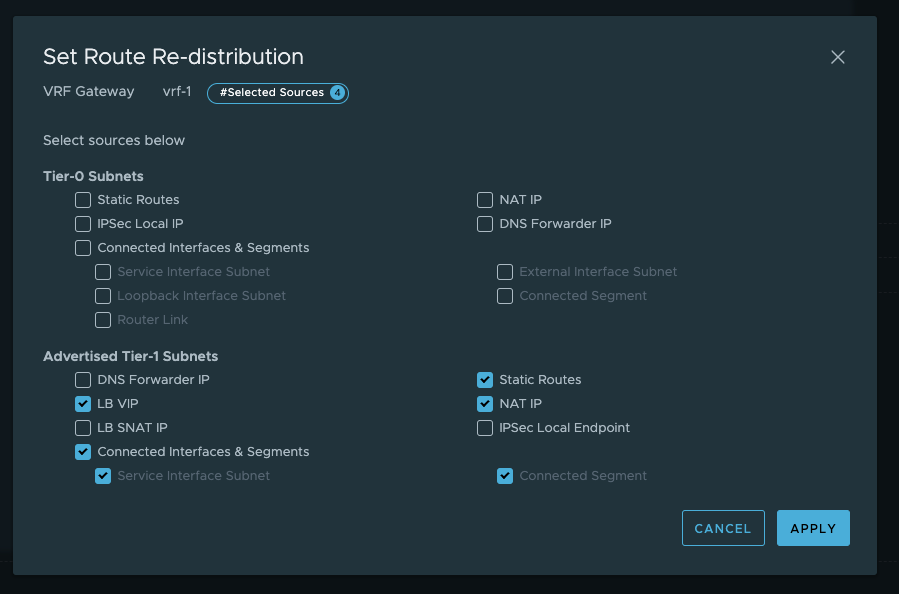 Set Route Re-distribution
VRF Gateway vrf-1 #Selected Sources 4
Select sources below
Tier-0 Subnets
Static Routes NAT IP
IPSec Local IP DNS Forwarder IP
Connected Interfaces & Segments
Service Interface Subnet External Interface Subnet
Loopback Interface Subnet Connected Segment
Router Link
Advertised Tier-1 Subnets
DNS Forwarder IP Static Routes
LB VIP NAT IP
LB SNAT IP IPSec Local Endpoint
Connected Interfaces & Segments
Service Interface Subnet Connected Segment
CANCEL APPLY